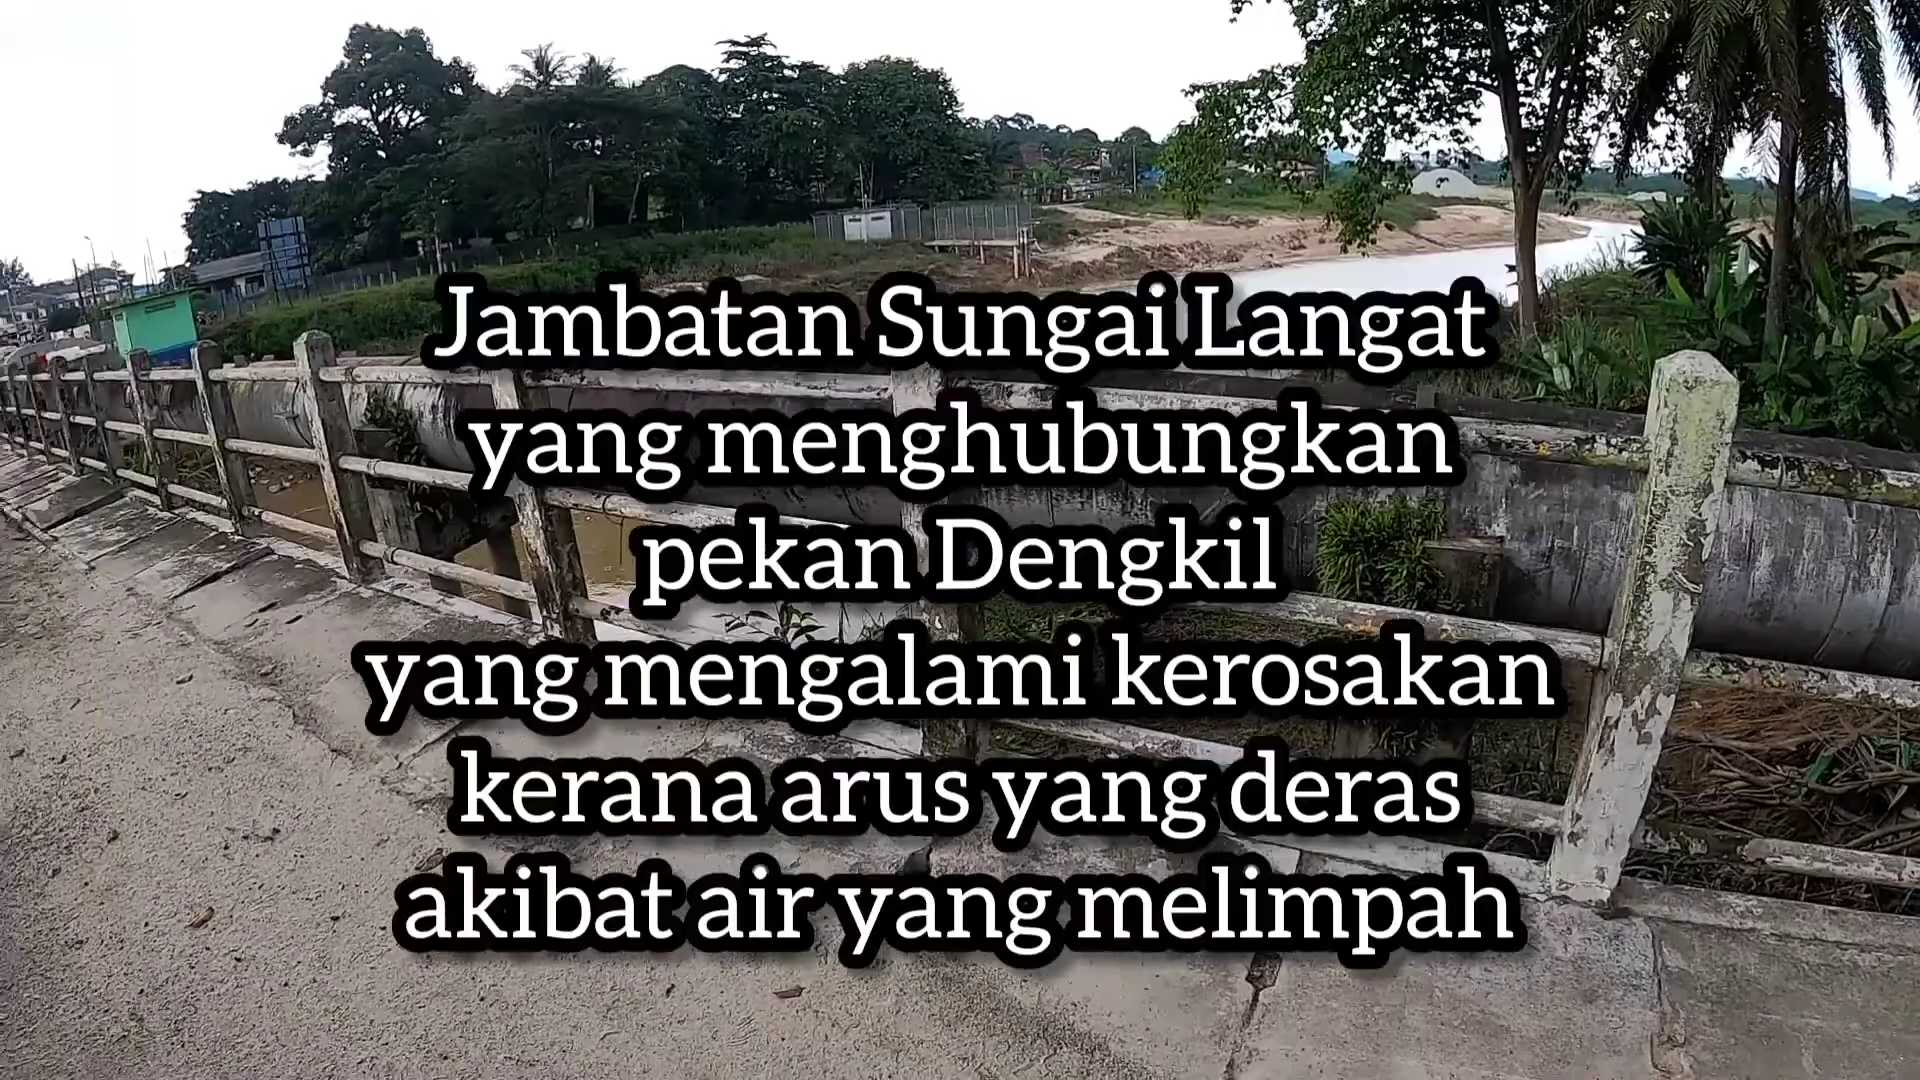 Jambatan Sungai Langat
yang menghubungkan
pekan Dengkil
yang mengalami kerosakan
kerana arus yang deras
akibat air yang melimpah